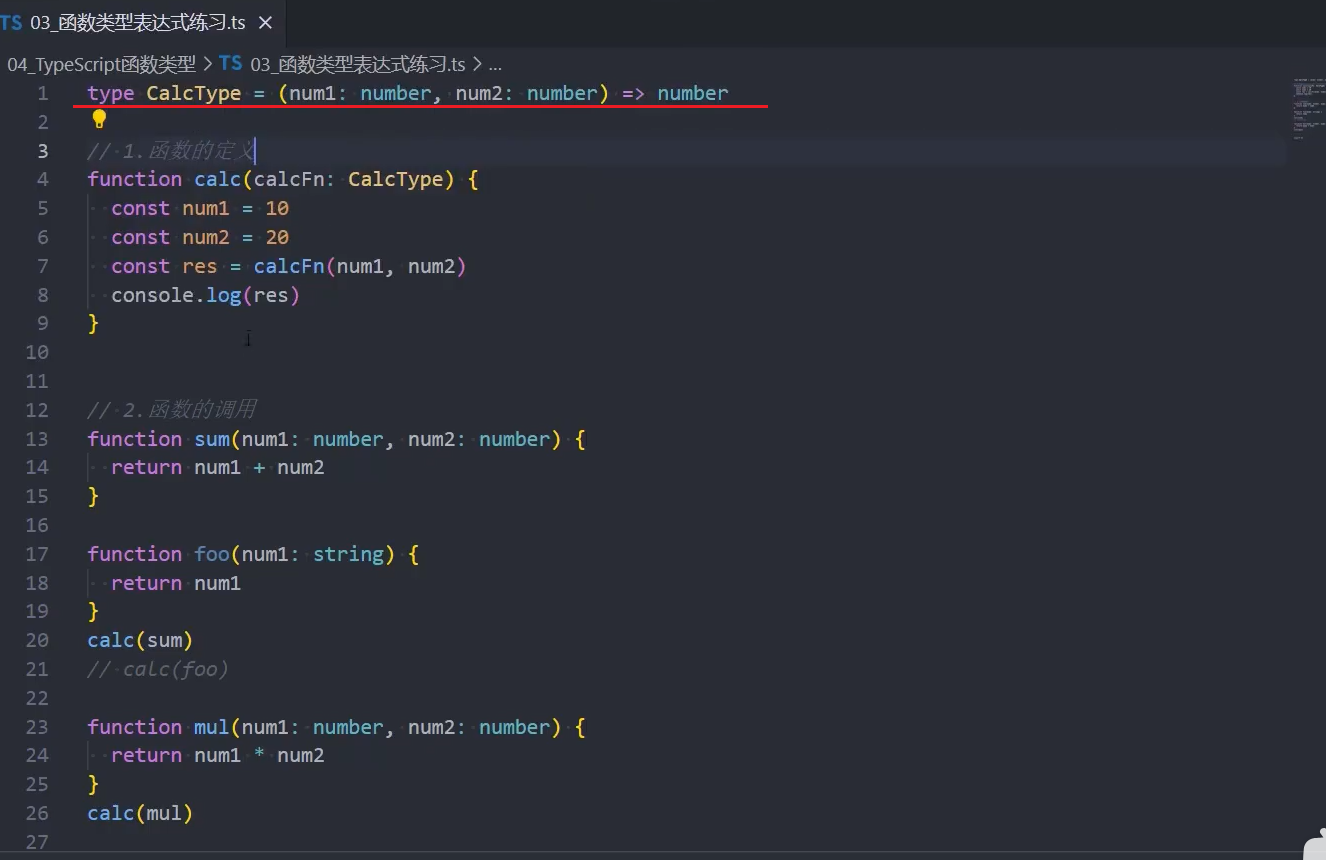 TS 03_函数类型表达式练习.ts ×
04_TypeScript函数类型 > TS 03_函数类型表达式练习.ts > ...
1 type CalcType = (num1: number, num2: number) => number
2
3 // 1.函数的定义
4 function calc(calcFn: CalcType) {
5 const num1 = 10
6 const num2 = 20
7 const res = calcFn(num1, num2)
8 console.log(res)
9 }
10
11
12 // 2.函数的调用
13 function sum(num1: number, num2: number) {
14 return num1 + num2
15 }
16
17 function foo(num1: string) {
18 return num1
19 }
20 calc(sum)
21 // calc(foo)
22
23 function mul(num1: number, num2: number) {
24 return num1 * num2
25 }
26 calc(mul)
27